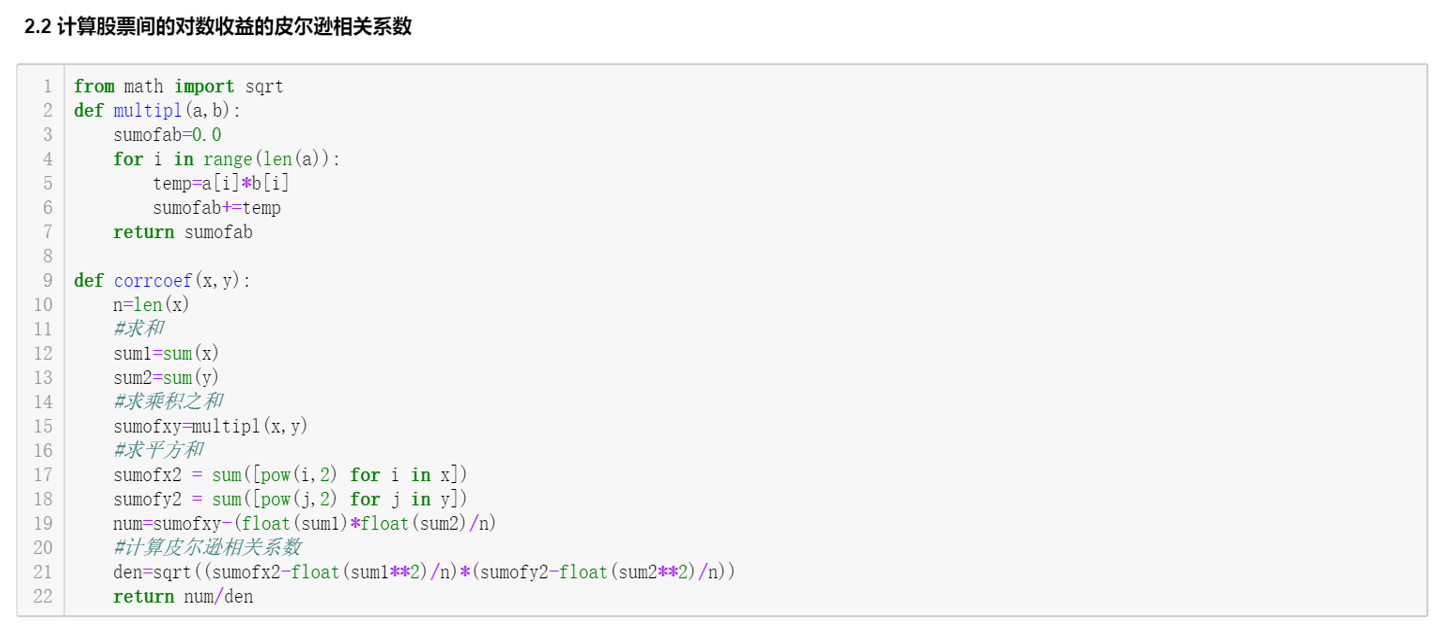 2.2 计算股票间的对数收益的皮尔逊相关系数
1 from math import sqrt
2 def multipl(a,b):
3     sumofab=0.0
4     for i in range(len(a)):
5         temp=a[i]*b[i]
6         sumofab+=temp
7     return sumofab
8
9 def corrcoef(x,y):
10     n=len(x)
11     #求和
12     sum1=sum(x)
13     sum2=sum(y)
14     #求乘积之和
15     sumofxy=multipl(x,y)
16     #求平方和
17     sumofx2 = sum([pow(i,2) for i in x])
18     sumofy2 = sum([pow(j,2) for j in y])
19     num=sumofxy-(float(sum1)*float(sum2)/n)
20     #计算皮尔逊相关系数
21     den=sqrt((sumofx2-float(sum1**2)/n)*(sumofy2-float(sum2**2)/n))
22     return num/den